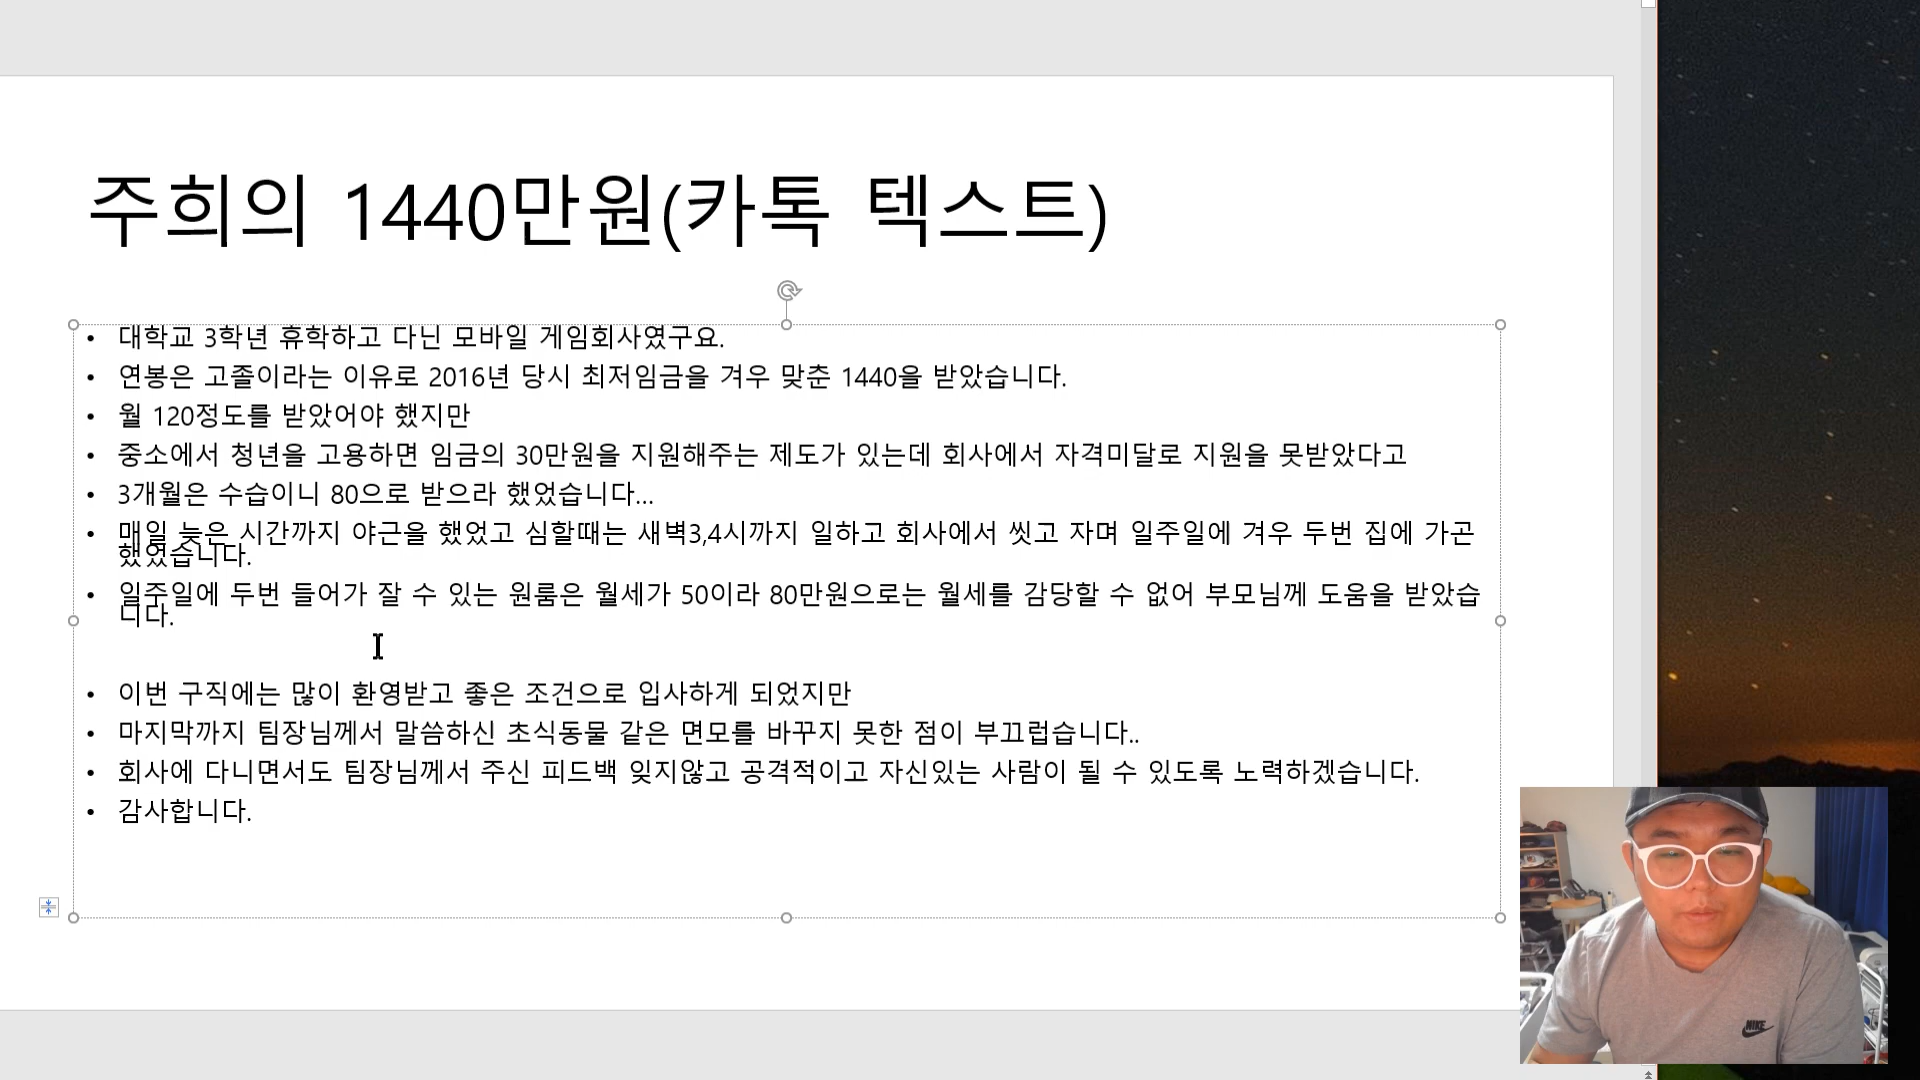 주희의 1440만원(카톡 텍스트)
• 대학교 3학년 휴학하고 다닌 모바일 게임회사였구요.
• 연봉은 고졸이라는 이유로 2016년 당시 최저임금을 겨우 맞춘 1440을 받았습니다.
• 월 120정도를 받았어야 했지만
• 중소에서 청년을 고용하면 임금의 30만원을 지원해주는 제도가 있는데 회사에서 자격미달로 지원을 못받았다고
• 3개월은 수습이니 80으로 받으라 했었습니다...
• 매일 늦은 시간까지 야근을 했었고 심할때는 새벽3,4시까지 일하고 회사에서 씻고 자며 일주일에 겨우 두번 집에 가곤
했었습니다.
• 일주일에 두번 들어가 잘 수 있는 원룸은 월세가 50이라 80만원으로는 월세를 감당할 수 없어 부모님께 도움을 받았습
니다.
• 이번 구직에는 많이 환영받고 좋은 조건으로 입사하게 되었지만
• 마지막까지 팀장님께서 말씀하신 초식동물 같은 면모를 바꾸지 못한 점이 부끄럽습니다..
• 회사에 다니면서도 팀장님께서 주신 피드백 잊지않고 공격적이고 자신있는 사람이 될 수 있도록 노력하겠습니다.
• 감사합니다.
NIKE